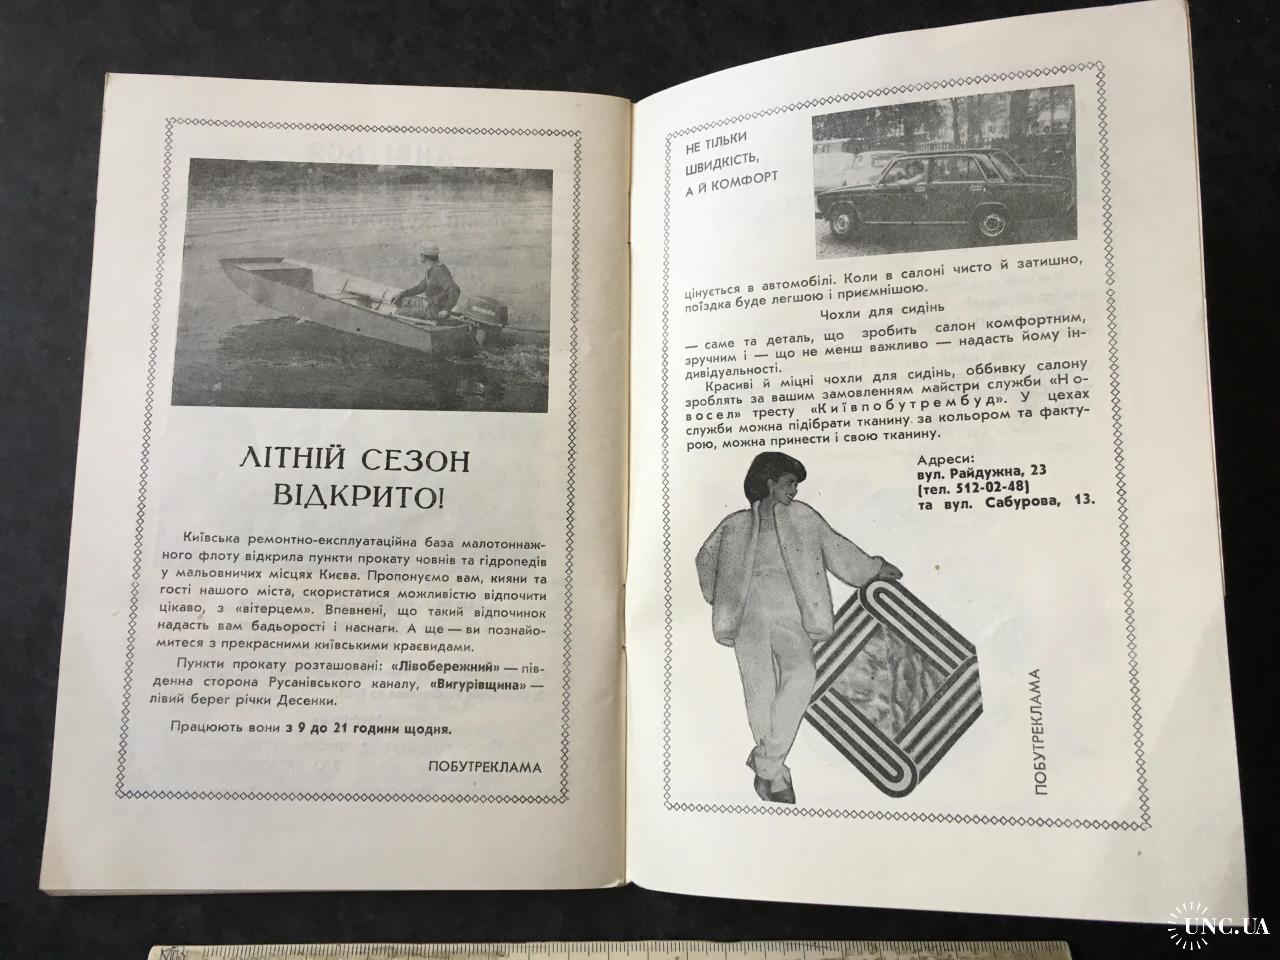 ЛІТНІЙ СЕЗОН
ВІДКРИТО!
Київська ремонтно-експлуатаційна база малотоннаж-
ного флоту відкрила пункти прокату човнів та гідропедів
у мальовничих місцях Києва. Пропонуємо вам, кияни та
гості нашого міста, скористатися можливістю відпочити
цікаво, з «вітерцем». Впевнені, що такий відпочинок
надасть вам бадьорості і наснаги. А ще — ви познайо-
митеся з прекрасними київськими краєвидами.
Пункти прокату розташовані: «Лівобережний» — пів-
денна сторона Русанівського каналу, «Вигурівщина» —
лівий берег річки Десенки.
Працюють вони з 9 до 21 години щодня.
ПОБУТРЕКЛАМА
НЕ ТІЛЬКИ
ШВИДКІСТЬ,
А Й КОМФОРТ
цінується в автомобілі. Коли в салоні чисто й затишно,
поїздка буде легшою і приємнішою.
Чохли для сидінь
— саме та деталь, що зробить салон комфортним,
зручним і — що не менш важливо — надасть йому ін-
дивідуальності.
Красиві й міцні чохли для сидінь, оббивку салону
зроблять за вашим замовленням майстри служби «Но-
восел» тресту «Київпобутрембуд». У цехах
служби можна підібрати тканину за кольором та факту-
рою, можна принести і свою тканину.
Адреси:
вул. Райдужна, 23
(тел. 512-02-48)
та вул. Сабурова, 13.
ПОБУТРЕКЛАМА
UNC.UA